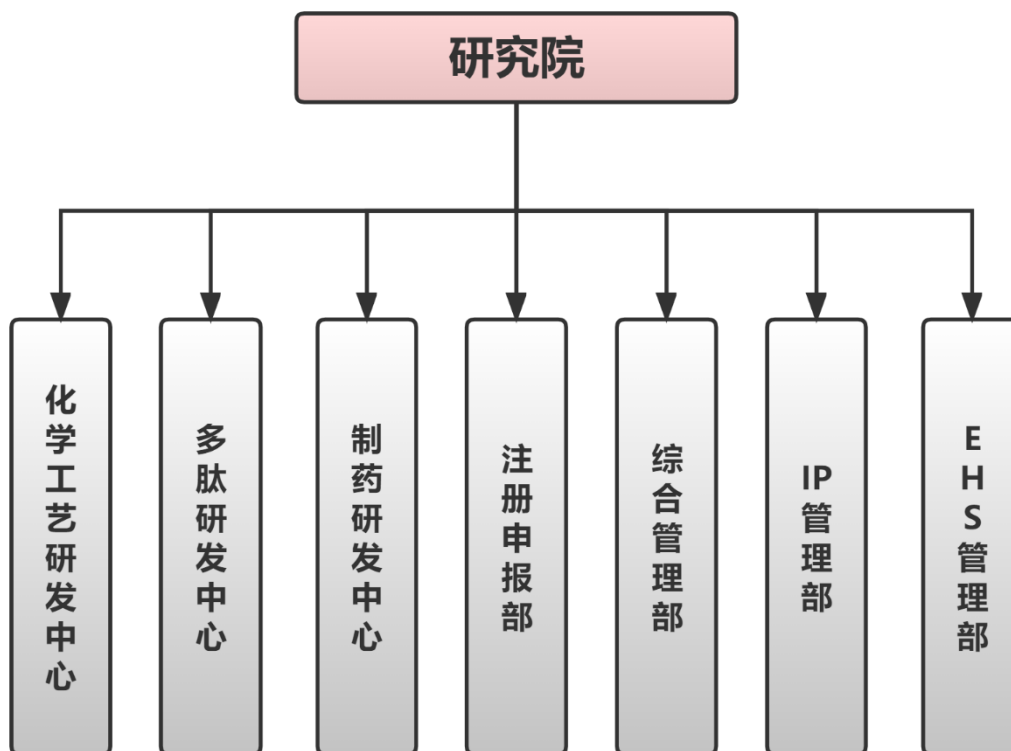 研究院
化学工艺研发中心
多肽研发中心
制药研发中心
注册申报部
综合管理部
IP管理部
EHS管理部